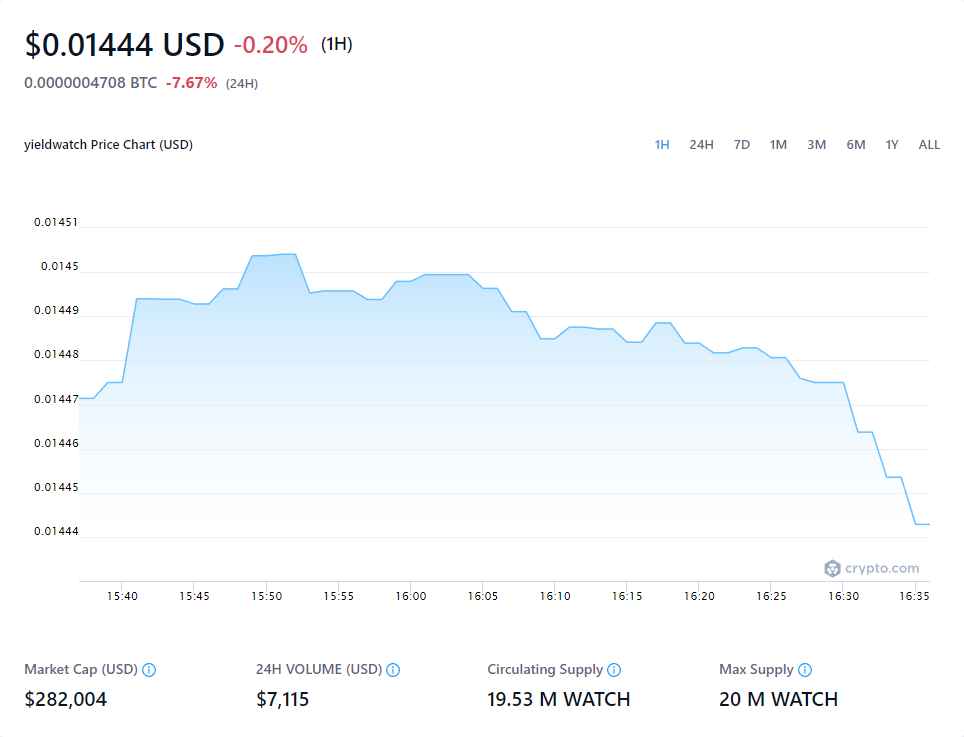 $0.01444 USD -0.20% (1H)
0.0000004708 BTC -7.67% (24H)
yieldwatch Price Chart (USD)
1H 24H 7D 1M 3M 6M 1Y ALL
0.01451
0.0145
0.01449
0.01448
0.01447
0.01446
0.01445
0.01444
crypto.com
15:40 15:45 15:50 15:55 16:00 16:05 16:10 16:15 16:20 16:25 16:30 16:35
Market Cap (USD) 24H VOLUME (USD) Circulating Supply Max Supply
$282,004 $7,115 19.53 M WATCH 20 M WATCH